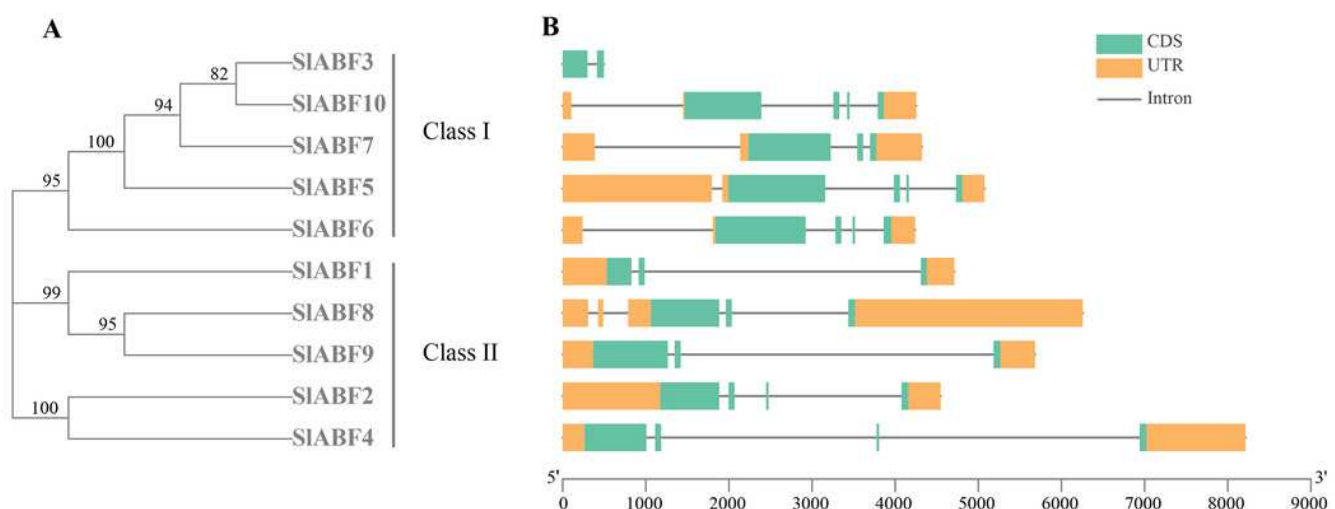 A
B
CDS
UTR
Intron
82
94
100
95
99
95
100
SlABF3
SlABF10
SlABF7
SlABF5
SlABF6
SlABF1
SlABF8
SlABF9
SlABF2
SlABF4
Class I
Class II
5'
3'
0 1000 2000 3000 4000 5000 6000 7000 8000 9000